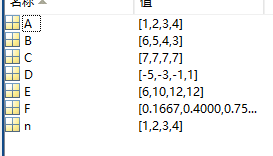 名称 值
A [1,2,3,4]
B [6,5,4,3]
C [7,7,7,7]
D [-5,-3,-1,1]
E [6,10,12,12]
F [0.1667,0.4000,0.75...
n [1,2,3,4]